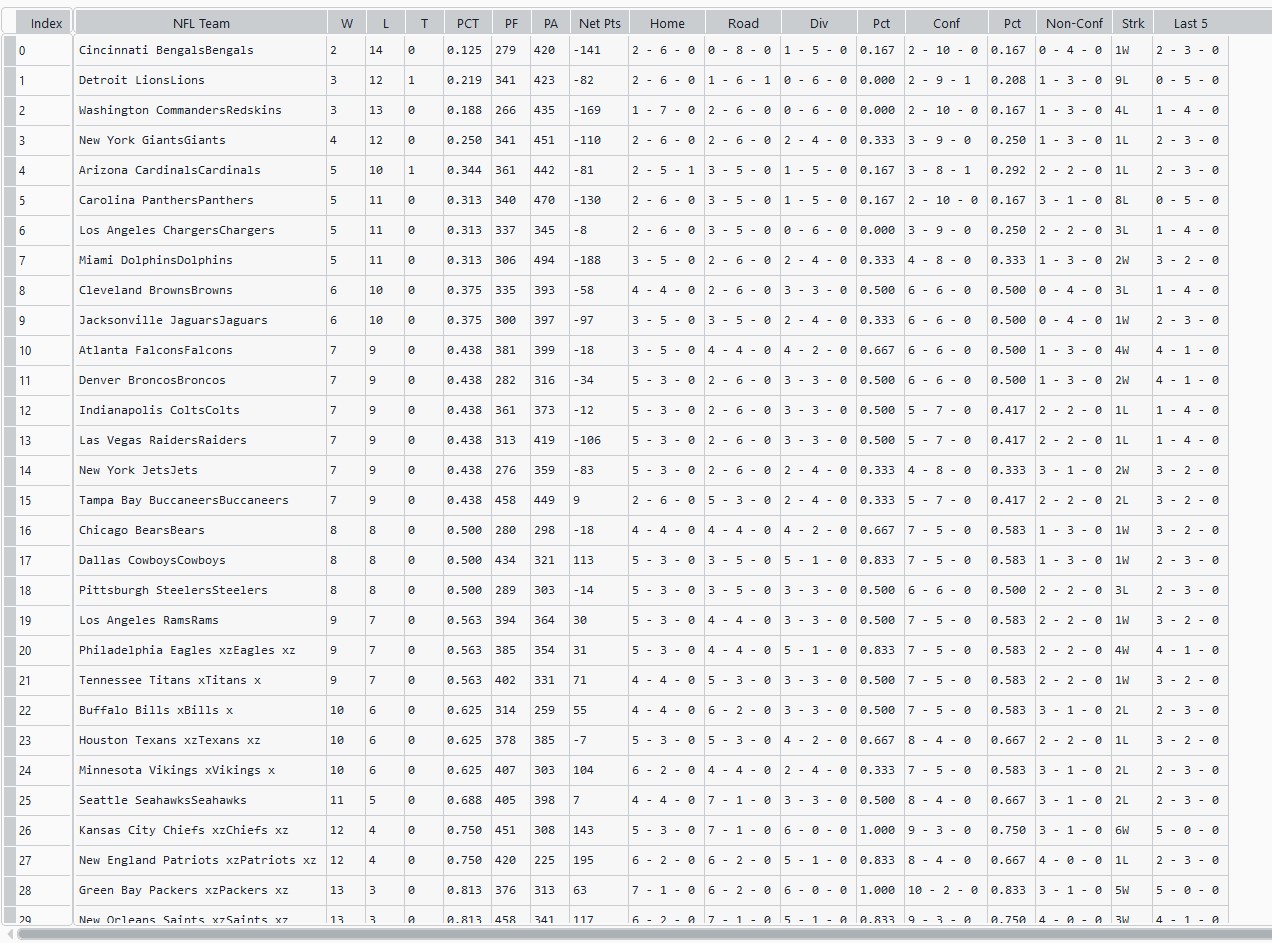 Index NFL Team W L T PCT PF PA Net Pts Home Road Div Pct Conf Pct Non-Conf Strk Last 5
0 Cincinnati BengalsBengals 2 14 0 0.125 279 420 -141 2 - 6 - 0 0 - 8 - 0 1 - 5 - 0 0.167 2 - 10 - 0 0.167 0 - 4 - 0 1W 2 - 3 - 0
1 Detroit LionsLions 3 12 1 0.219 341 423 -82 2 - 6 - 0 1 - 6 - 1 0 - 6 - 0 0.000 2 - 9 - 1 0.208 1 - 3 - 0 9L 0 - 5 - 0
2 Washington CommandersRedskins 3 13 0 0.188 266 435 -169 1 - 7 - 0 2 - 6 - 0 0 - 6 - 0 0.000 2 - 10 - 0 0.167 1 - 3 - 0 4L 1 - 4 - 0
3 New York GiantsGiants 4 12 0 0.250 341 451 -110 2 - 6 - 0 2 - 6 - 0 2 - 4 - 0 0.333 3 - 9 - 0 0.250 1 - 3 - 0 1L 2 - 3 - 0
4 Arizona CardinalsCardinals 5 10 1 0.344 361 442 -81 2 - 5 - 1 3 - 5 - 0 1 - 5 - 0 0.167 3 - 8 - 1 0.292 2 - 2 - 0 1L 2 - 3 - 0
5 Carolina PanthersPanthers 5 11 0 0.313 340 470 -130 2 - 6 - 0 3 - 5 - 0 1 - 5 - 0 0.167 2 - 10 - 0 0.167 3 - 1 - 0 8L 0 - 5 - 0
6 Los Angeles ChargersChargers 5 11 0 0.313 337 345 -8 2 - 6 - 0 3 - 5 - 0 0 - 6 - 0 0.000 3 - 9 - 0 0.250 2 - 2 - 0 3L 1 - 4 - 0
7 Miami DolphinsDolphins 5 11 0 0.313 306 494 -188 3 - 5 - 0 2 - 6 - 0 2 - 4 - 0 0.333 4 - 8 - 0 0.333 1 - 3 - 0 2W 3 - 2 - 0
8 Cleveland BrownsBrowns 6 10 0 0.375 335 393 -58 4 - 4 - 0 2 - 6 - 0 3 - 3 - 0 0.500 6 - 6 - 0 0.500 0 - 4 - 0 3L 1 - 4 - 0
9 Jacksonville JaguarsJaguars 6 10 0 0.375 300 397 -97 3 - 5 - 0 3 - 5 - 0 2 - 4 - 0 0.333 6 - 6 - 0 0.500 0 - 4 - 0 1W 2 - 3 - 0
10 Atlanta FalconsFalcons 7 9 0 0.438 381 399 -18 3 - 5 - 0 4 - 4 - 0 4 - 2 - 0 0.667 6 - 6 - 0 0.500 1 - 3 - 0 4W 4 - 1 - 0
11 Denver BroncosBroncos 7 9 0 0.438 282 316 -34 5 - 3 - 0 2 - 6 - 0 3 - 3 - 0 0.500 6 - 6 - 0 0.500 1 - 3 - 0 2W 4 - 1 - 0
12 Indianapolis ColtsColts 7 9 0 0.438 361 373 -12 5 - 3 - 0 2 - 6 - 0 3 - 3 - 0 0.500 5 - 7 - 0 0.417 2 - 2 - 0 1L 1 - 4 - 0
13 Las Vegas RaidersRaiders 7 9 0 0.438 313 419 -106 5 - 3 - 0 2 - 6 - 0 3 - 3 - 0 0.500 5 - 7 - 0 0.417 2 - 2 - 0 1L 1 - 4 - 0
14 New York JetsJets 7 9 0 0.438 276 359 -83 5 - 3 - 0 2 - 6 - 0 2 - 4 - 0 0.333 4 - 8 - 0 0.333 3 - 1 - 0 2W 3 - 2 - 0
15 Tampa Bay BuccaneersBuccaneers 7 9 0 0.438 458 449 9 2 - 6 - 0 5 - 3 - 0 2 - 4 - 0 0.333 5 - 7 - 0 0.417 2 - 2 - 0 2L 3 - 2 - 0
16 Chicago BearsBears 8 8 0 0.500 280 298 -18 4 - 4 - 0 4 - 4 - 0 4 - 2 - 0 0.667 7 - 5 - 0 0.583 1 - 3 - 0 1W 3 - 2 - 0
17 Dallas CowboysCowboys 8 8 0 0.500 434 321 113 5 - 3 - 0 3 - 5 - 0 5 - 1 - 0 0.833 7 - 5 - 0 0.583 1 - 3 - 0 1W 2 - 3 - 0
18 Pittsburgh SteelersSteelers 8 8 0 0.500 289 303 -14 5 - 3 - 0 3 - 5 - 0 3 - 3 - 0 0.500 6 - 6 - 0 0.500 2 - 2 - 0 3L 2 - 3 - 0
19 Los Angeles RamsRams 9 7 0 0.563 394 364 30 5 - 3 - 0 4 - 4 - 0 3 - 3 - 0 0.500 7 - 5 - 0 0.583 2 - 2 - 0 1W 3 - 2 - 0
20 Philadelphia Eagles xzEagles xz 9 7 0 0.563 385 354 31 5 - 3 - 0 4 - 4 - 0 5 - 1 - 0 0.833 7 - 5 - 0 0.583 2 - 2 - 0 4W 4 - 1 - 0
21 Tennessee Titans xTitans x 9 7 0 0.563 402 331 71 4 - 4 - 0 5 - 3 - 0 3 - 3 - 0 0.500 7 - 5 - 0 0.583 2 - 2 - 0 1W 3 - 2 - 0
22 Buffalo Bills xBills x 10 6 0 0.625 314 259 55 4 - 4 - 0 6 - 2 - 0 3 - 3 - 0 0.500 7 - 5 - 0 0.583 3 - 1 - 0 2L 2 - 3 - 0
23 Houston Texans xzTexans xz 10 6 0 0.625 378 385 -7 5 - 3 - 0 5 - 3 - 0 4 - 2 - 0 0.667 8 - 4 - 0 0.667 2 - 2 - 0 1L 3 - 2 - 0
24 Minnesota Vikings xVikings x 10 6 0 0.625 407 303 104 6 - 2 - 0 4 - 4 - 0 2 - 4 - 0 0.333 7 - 5 - 0 0.583 3 - 1 - 0 2L 2 - 3 - 0
25 Seattle SeahawksSeahawks 11 5 0 0.688 405 398 7 4 - 4 - 0 7 - 1 - 0 3 - 3 - 0 0.500 8 - 4 - 0 0.667 3 - 1 - 0 2L 2 - 3 - 0
26 Kansas City Chiefs xzChiefs xz 12 4 0 0.750 451 308 143 5 - 3 - 0 7 - 1 - 0 6 - 0 - 0 1.000 9 - 3 - 0 0.750 3 - 1 - 0 6W 5 - 0 - 0
27 New England Patriots xzPatriots xz 12 4 0 0.750 420 225 195 6 - 2 - 0 6 - 2 - 0 5 - 1 - 0 0.833 8 - 4 - 0 0.667 4 - 0 - 0 1L 2 - 3 - 0
28 Green Bay Packers xzPackers xz 13 3 0 0.813 376 313 63 7 - 1 - 0 6 - 2 - 0 6 - 0 - 0 1.000 10 - 2 - 0 0.833 3 - 1 - 0 5W 5 - 0 - 0
29 New Orleans Saints xzSaints xz 13 3 0 0.813 458 341 117 6 - 2 - 0 7 - 1 - 0 5 - 1 - 0 0.833 9 - 3 - 0 0.750 4 - 0 - 0 3W 4 - 1 - 0